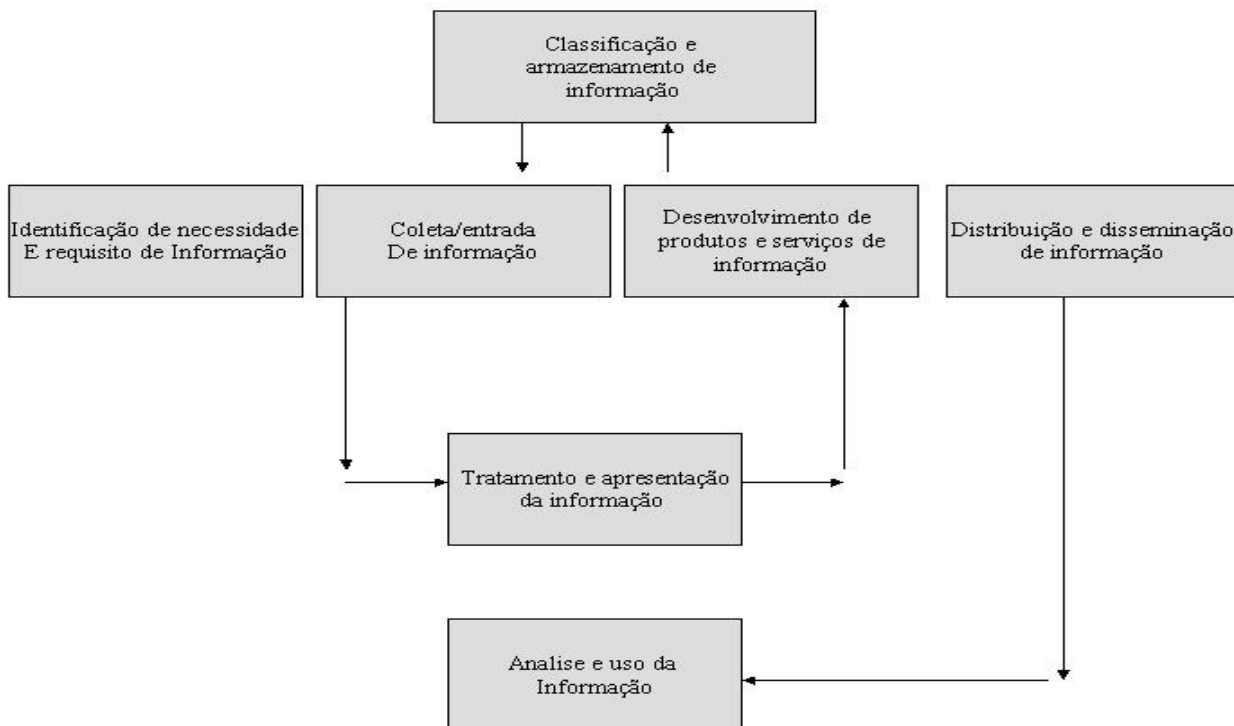 Classificação e
armazenamento de
informação
Identificação de necessidade
E requisito de Informação
Coleta/entrada
De informação
Desenvolvimento de
produtos e serviços de
informação
Distribuição e disseminação
de informação
Tratamento e apresentação
da informação
Analise e uso da
Informação